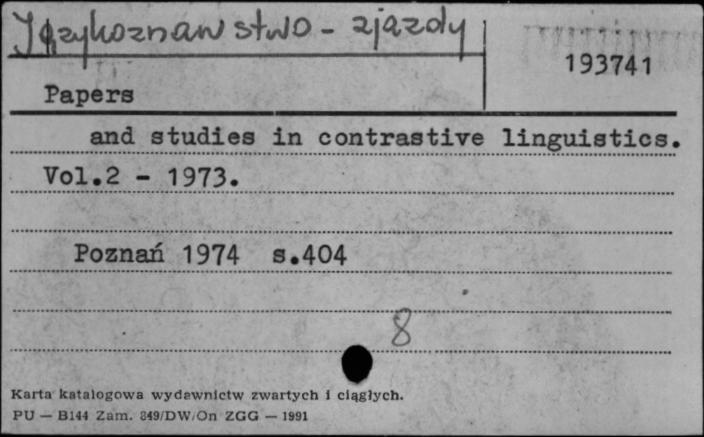 Językoznawstwo - zjazdy
193741
Papers
and studies in contrastive linguistics.
Vol.2 - 1973.
Poznań 1974 s.404
8
Karta katalogowa wydawnictw zwartych i ciągłych.
PU — B144 Zam. 849/DW/On ZGG — 1991